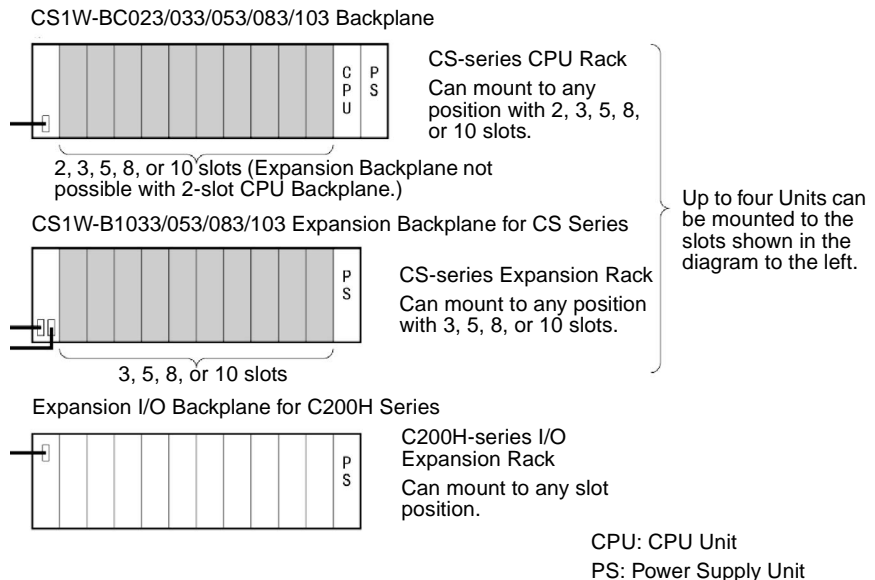 CS1W-BC023/033/053/083/103 Backplane
C
P
U
P
S
CS-series CPU Rack
Can mount to any
position with 2, 3, 5, 8,
or 10 slots.
2, 3, 5, 8, or 10 slots (Expansion Backplane not
possible with 2-slot CPU Backplane.)
Up to four Units can
be mounted to the
slots shown in the
diagram to the left.
CS1W-B1033/053/083/103 Expansion Backplane for CS Series
P
S
CS-series Expansion Rack
Can mount to any position
with 3, 5, 8, or 10 slots.
3, 5, 8, or 10 slots
Expansion I/O Backplane for C200H Series
P
S
C200H-series I/O
Expansion Rack
Can mount to any slot
position.
CPU: CPU Unit
PS: Power Supply Unit